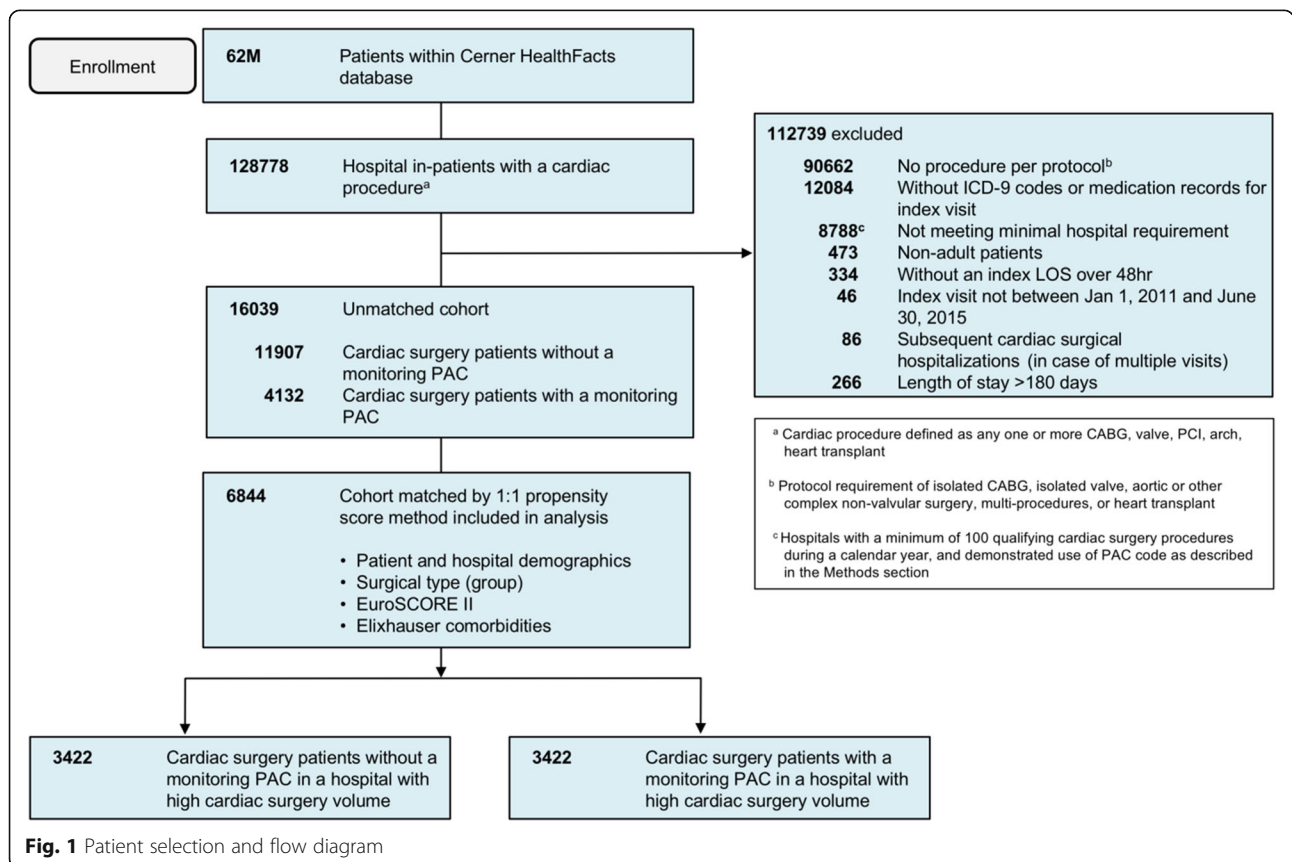 Enrollment
62M Patients within Cerner HealthFacts
database
128778 Hospital in-patients with a cardiac
procedureᵃ
112739 excluded
90662 No procedure per protocolᵇ
12084 Without ICD-9 codes or medication records for
index visit
8788ᶜ Not meeting minimal hospital requirement
473 Non-adult patients
334 Without an index LOS over 48hr
46 Index visit not between Jan 1, 2011 and June
30, 2015
86 Subsequent cardiac surgical
hospitalizations (in case of multiple visits)
266 Length of stay >180 days
16039 Unmatched cohort
11907 Cardiac surgery patients without a
monitoring PAC
4132 Cardiac surgery patients with a monitoring
PAC
ᵃ Cardiac procedure defined as any one or more CABG, valve, PCI, arch,
heart transplant
ᵇ Protocol requirement of isolated CABG, isolated valve, aortic or other
complex non-valvular surgery, multi-procedures, or heart transplant
ᶜ Hospitals with a minimum of 100 qualifying cardiac surgery procedures
during a calendar year, and demonstrated use of PAC code as described
in the Methods section
6844 Cohort matched by 1:1 propensity
score method included in analysis
• Patient and hospital demographics
• Surgical type (group)
• EuroSCORE II
• Elixhauser comorbidities
3422 Cardiac surgery patients without a
monitoring PAC in a hospital with
high cardiac surgery volume
3422 Cardiac surgery patients with a
monitoring PAC in a hospital with
high cardiac surgery volume
Fig. 1 Patient selection and flow diagram